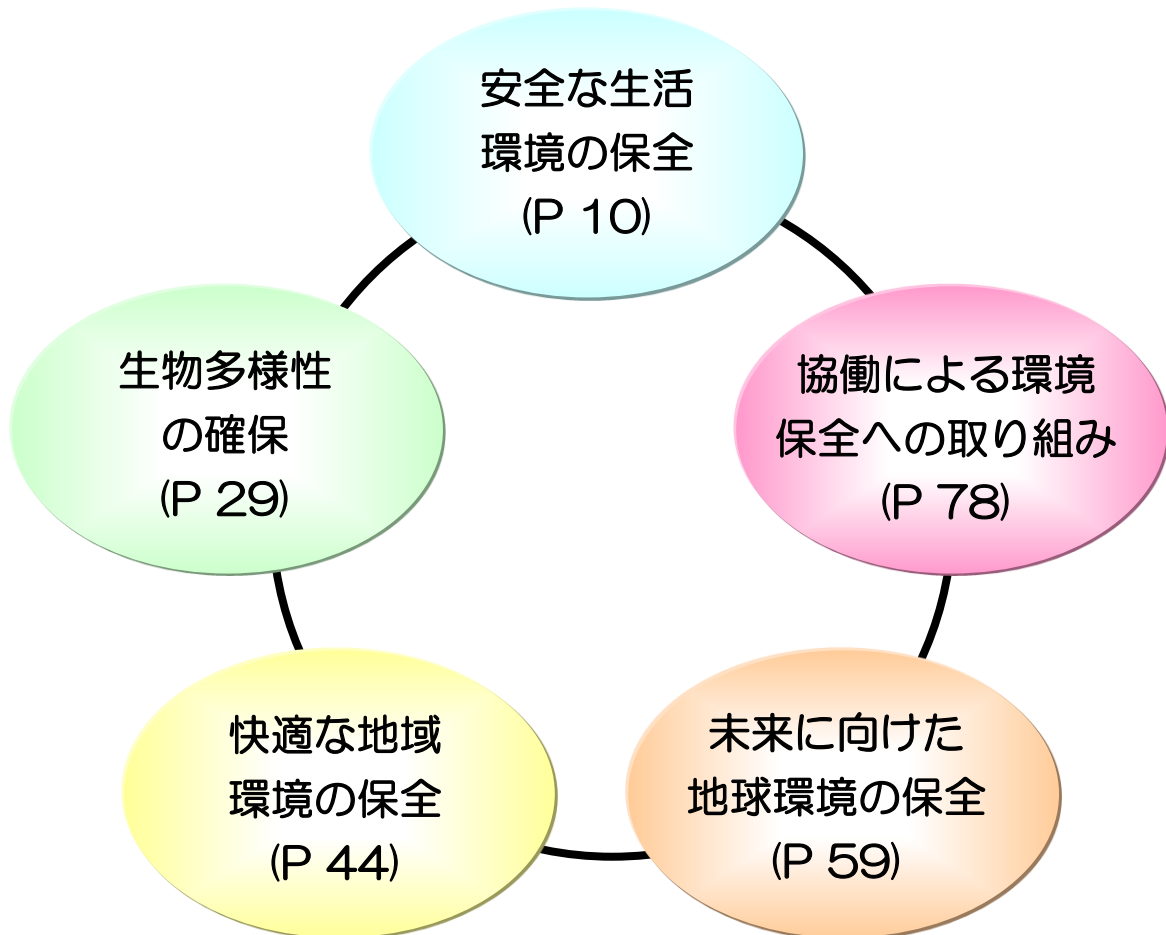 安全な生活
環境の保全
(P 10)
生物多様性
の確保
(P 29)
協働による環境
保全への取り組み
(P 78)
快適な地域
環境の保全
(P 44)
未来に向けた
地球環境の保全
(P 59)